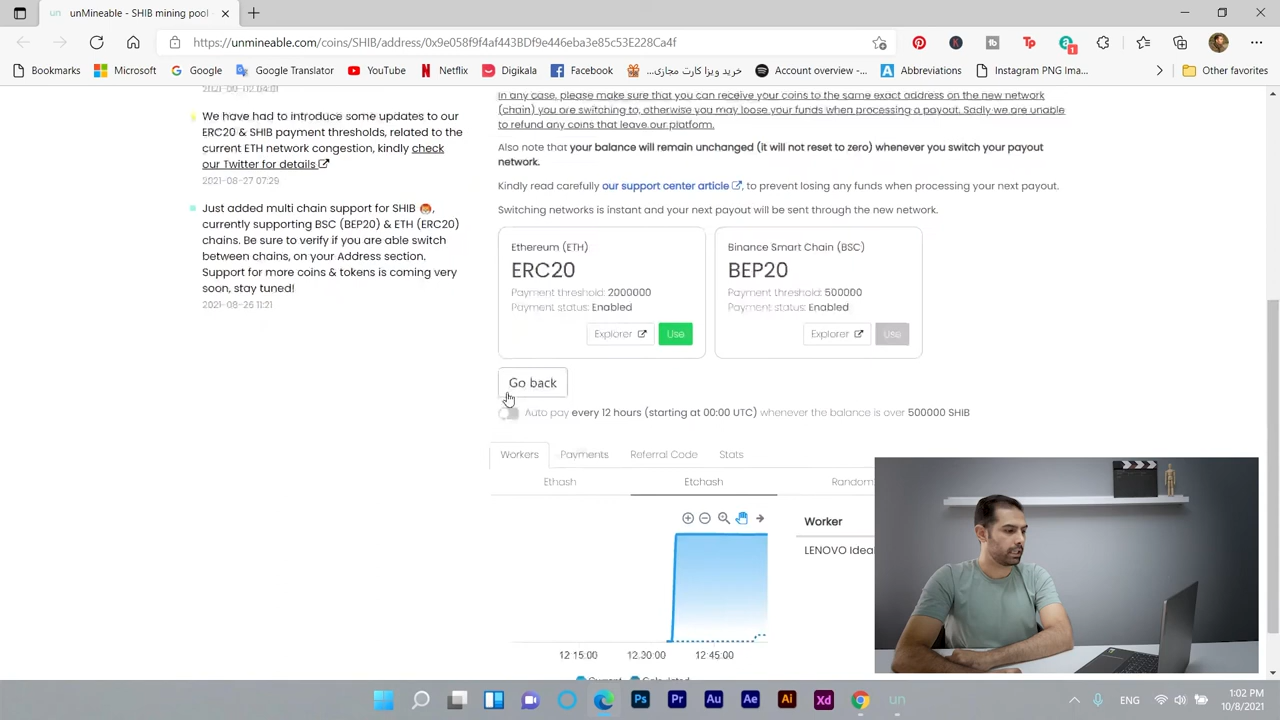 unMineable - SHIB mining pool
https://unmineable.com/coins/SHIB/address/0x9e058f9f4af443BDf9e446eba3e85c53E228Ca4f
Bookmarks Microsoft Google Google Translator YouTube Netflix Digikala Facebook خرید ویزا کارت مجازی... Account overview -... Abbreviations Instagram PNG Ima... Other favorites
We have had to introduce some updates to our
ERC20 & SHIB payment thresholds, related to the
current ETH network congestion, kindly check
our Twitter for details
2021-08-27 07:29
Just added multi chain support for SHIB
currently supporting BSC (BEP20) & ETH (ERC20)
chains. Be sure to verify if you are able switch
between chains, on your Address section.
Support for more coins & tokens is coming very
soon, stay tuned!
2021-08-26 11:21
In any case, please make sure that you can receive your coins to the same exact address on the new network
(chain) you are switching to, otherwise you may loose your funds when processing a payout. Sadly we are unable
to refund any coins that leave our platform.
Also note that your balance will remain unchanged (it will not reset to zero) whenever you switch your payout
network.
Kindly read carefully our support center article, to prevent losing any funds when processing your next payout.
Switching networks is instant and your next payout will be sent through the new network.
Ethereum (ETH)
ERC20
Payment threshold: 2000000
Payment status: Enabled
Explorer Use
Binance Smart Chain (BSC)
BEP20
Payment threshold: 500000
Payment status: Enabled
Explorer Use
Go back
Auto pay every 12 hours (starting at 00:00 UTC) whenever the balance is over 500000 SHIB
Workers Payments Referral Code Stats
Ethash Etchash Random
Worker
LENOVO Idea
12:15:00 12:30:00 12:45:00
Ps Pr Au Ae Ai Xd un
ENG
1:02 PM
10/8/2021